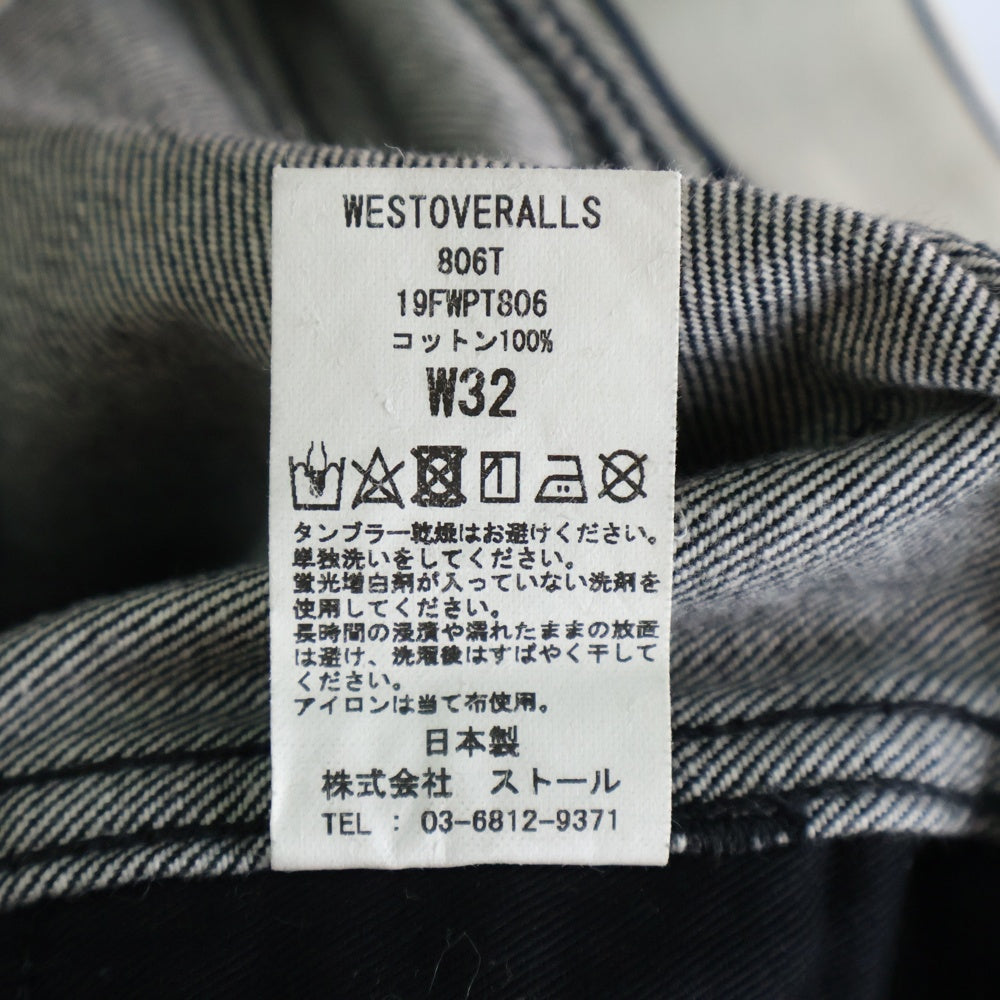 WESTOVERALLS
806T
19FWPT806
コットン100%
W32
タンブラー乾燥はお避けください。
単独洗いをしてください。
蛍光増白剤が入っていない洗剤を
使用してください。
長時間の浸漬や濡れたままの放置
は避け、洗濯後はすばやく干して
ください。
アイロンは当て布使用。
日本製
株式会社 ストール
TEL : 03-6812-9371